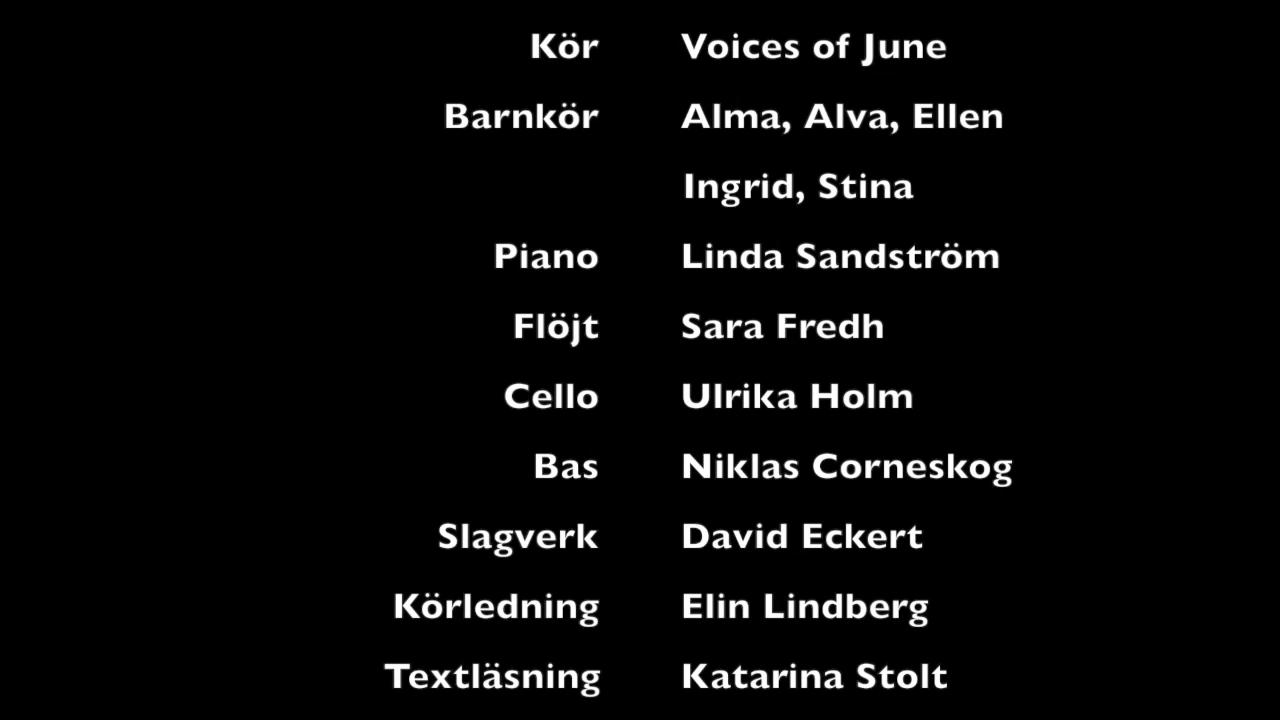 Kör Voices of June
Barnkör Alma, Alva, Ellen
Ingrid, Stina
Piano Linda Sandström
Flöjt Sara Fredh
Cello Ulrika Holm
Bas Niklas Corneskog
Slagverk David Eckert
Körledning Elin Lindberg
Textläsning Katarina Stolt